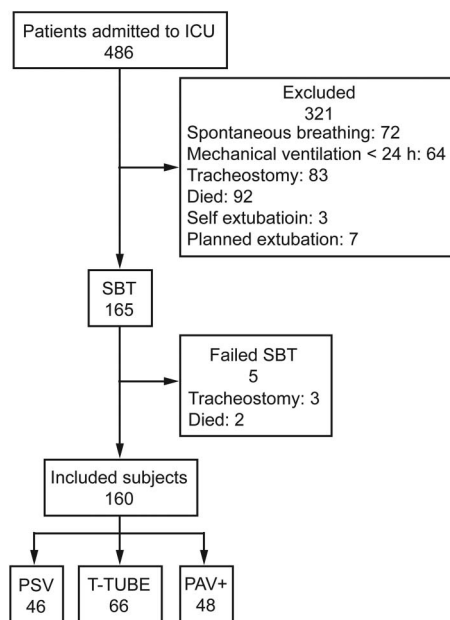 Patients admitted to ICU
486
Excluded
321
Spontaneous breathing: 72
Mechanical ventilation < 24 h: 64
Tracheostomy: 83
Died: 92
Self extubatioin: 3
Planned extubation: 7
SBT
165
Failed SBT
5
Tracheostomy: 3
Died: 2
Included subjects
160
PSV
46
T-TUBE
66
PAV+
48